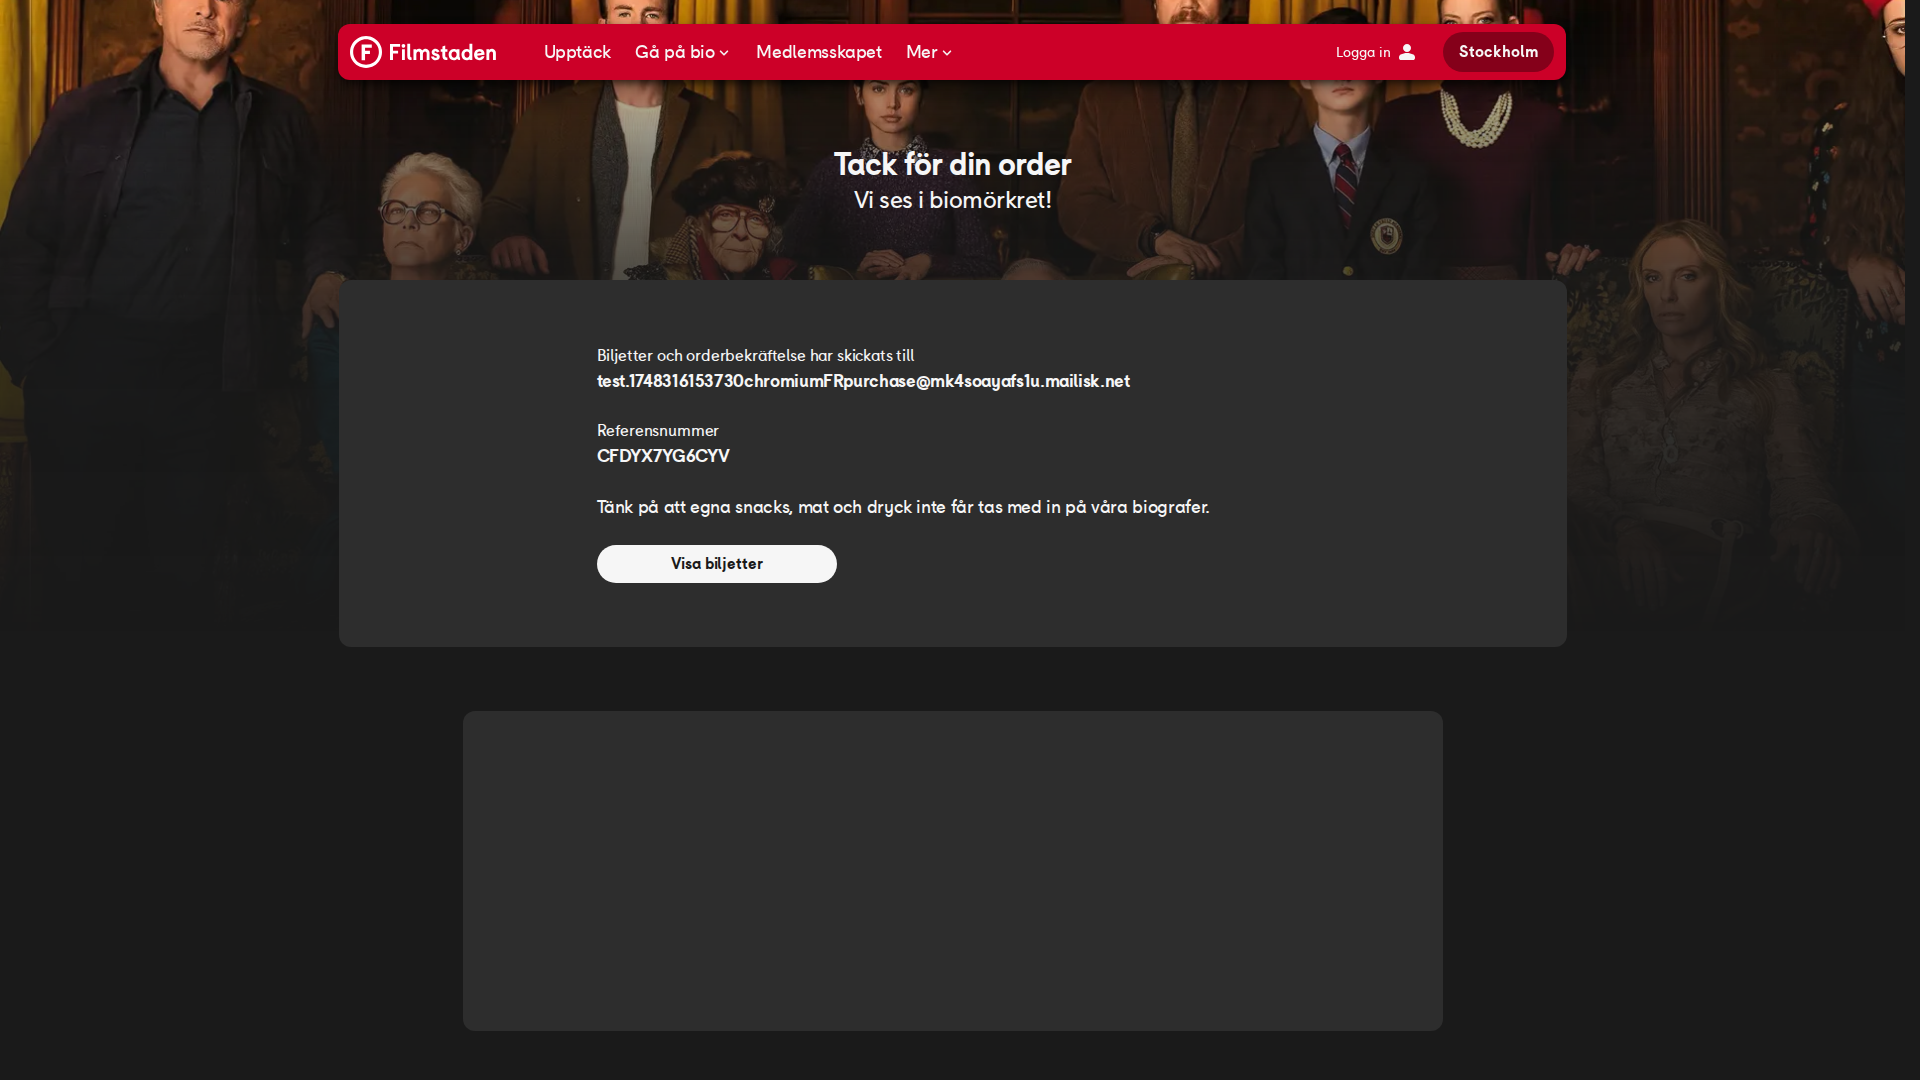 Filmstaden
Upptäck
Gå på bio
Medlemsskapet
Mer
Logga in
Stockholm
Tack för din order
Vi ses i biomörkret!
Biljetter och orderbekräftelse har skickats till
test.1748316153730chromiumFRpurchase@mk4soayafs1u.mailisk.net
Referensnummer
CFDYX7YG6CYV
Tänk på att egna snacks, mat och dryck inte får tas med in på våra biografer.
Visa biljetter